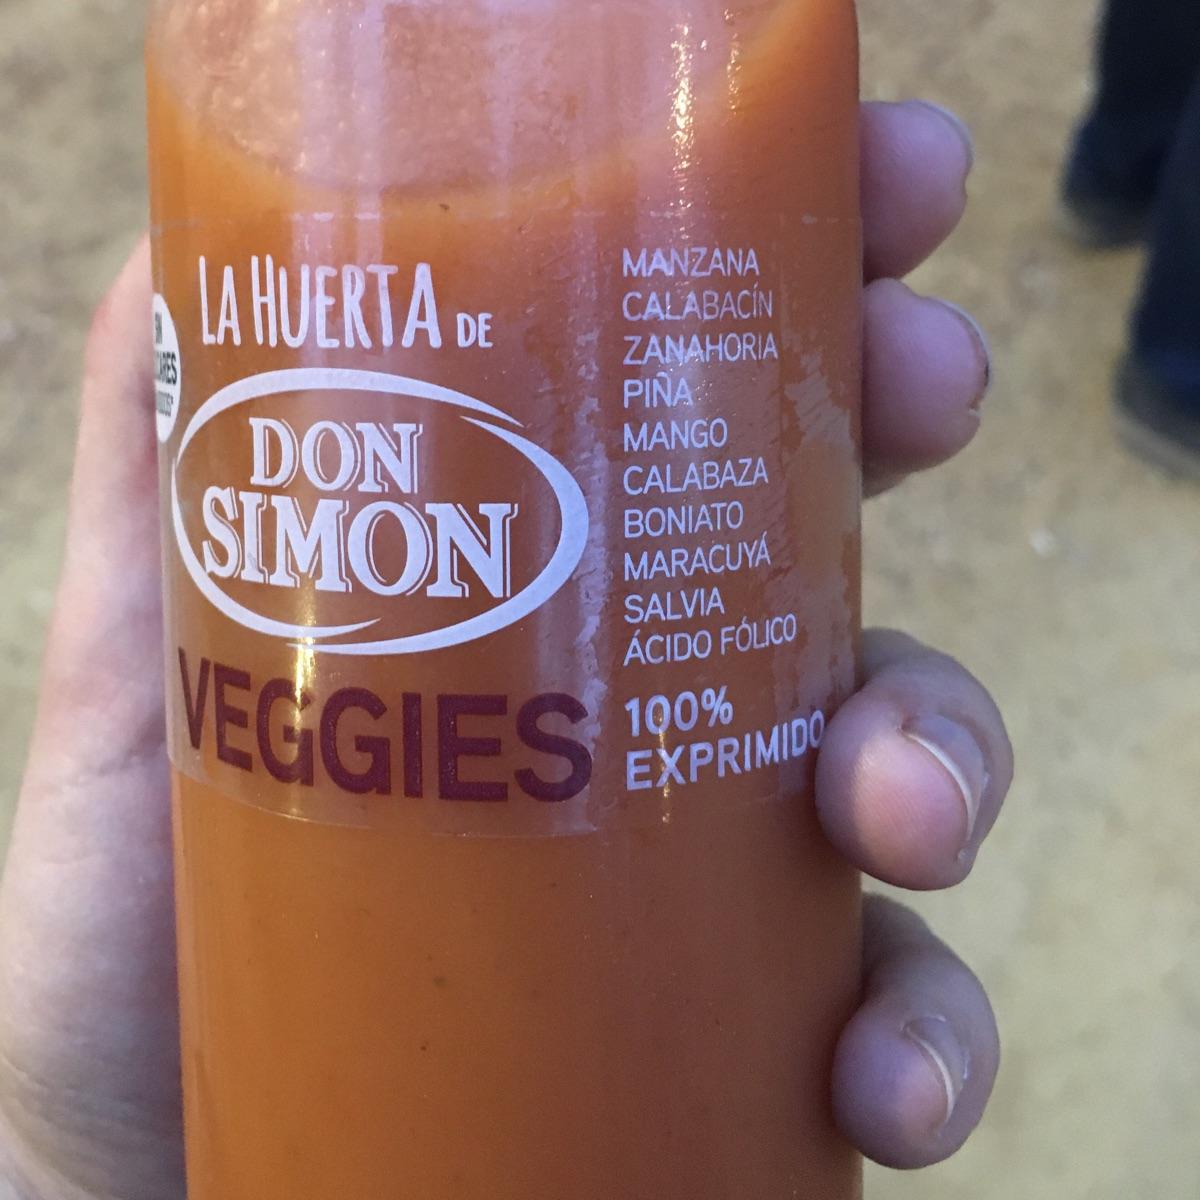 LA HUERTA DE
DON
SIMON
VEGGIES
MANZANA
CALABACÍN
ZANAHORIA
PIÑA
MANGO
CALABAZA
BONIATO
MARACUYÁ
SALVIA
ÁCIDO FÓLICO
100%
EXPRIMIDO